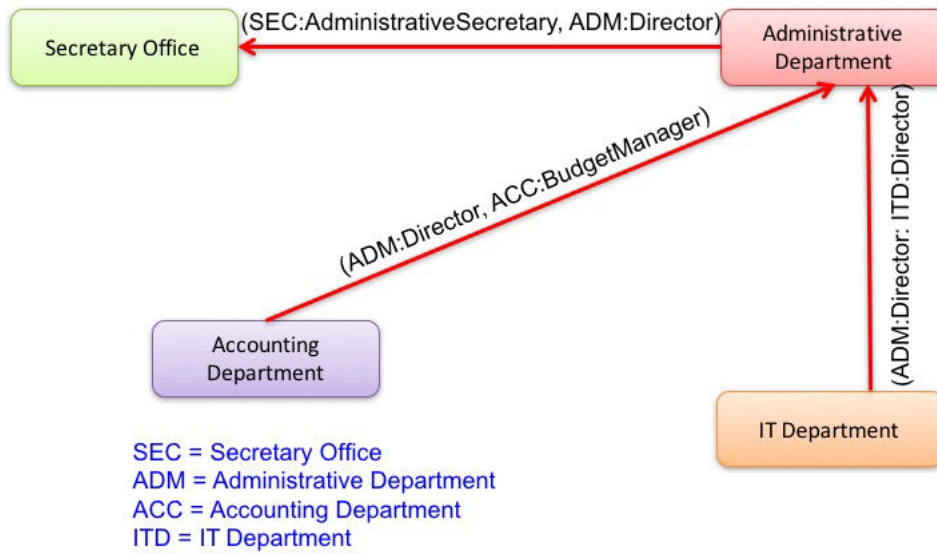 (SEC:AdministrativeSecretary, ADM:Director)
Secretary Office
Administrative
Department
(ADM:Director, ACC:BudgetManager)
(ADM:Director: ITD:Director)
Accounting
Department
IT Department
SEC = Secretary Office
ADM = Administrative Department
ACC = Accounting Department
ITD = IT Department